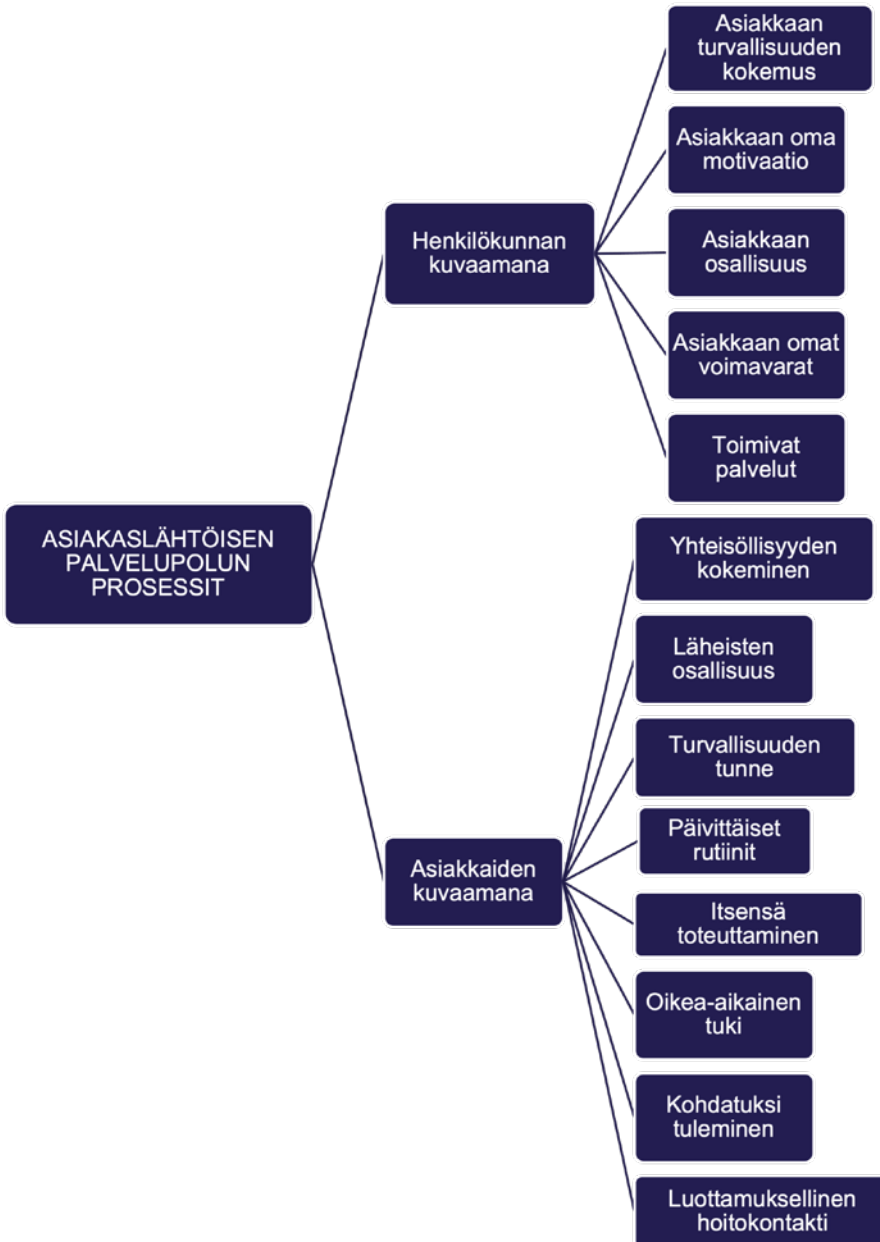 ASIAKASLÄHTÖISEN
PALVELUPOLUN
PROSESSIT
Henkilökunnan
kuvaamana
Asiakkaan
turvallisuuden
kokemus
Asiakkaan oma
motivaatio
Asiakkaan
osallisuus
Asiakkaan omat
voimavarat
Toimivat
palvelut
Asiakkaiden
kuvaamana
Yhteisöllisyyden
kokeminen
Läheisten
osallisuus
Turvallisuuden
tunne
Päivittäiset
rutiinit
Itsensä
toteuttaminen
Oikea-aikainen
tuki
Kohdatuksi
tuleminen
Luottamuksellinen
hoitokontakti